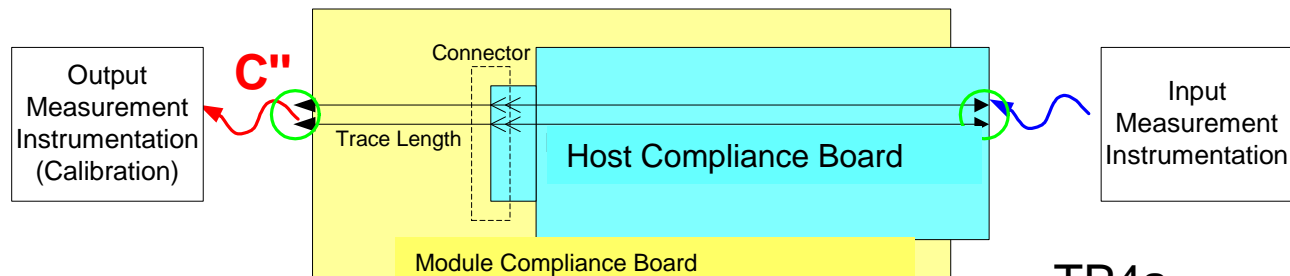 Output
Measurement
Instrumentation
(Calibration)
C"
Connector
Trace Length
Host Compliance Board
Input
Measurement
Instrumentation
Module Compliance Board